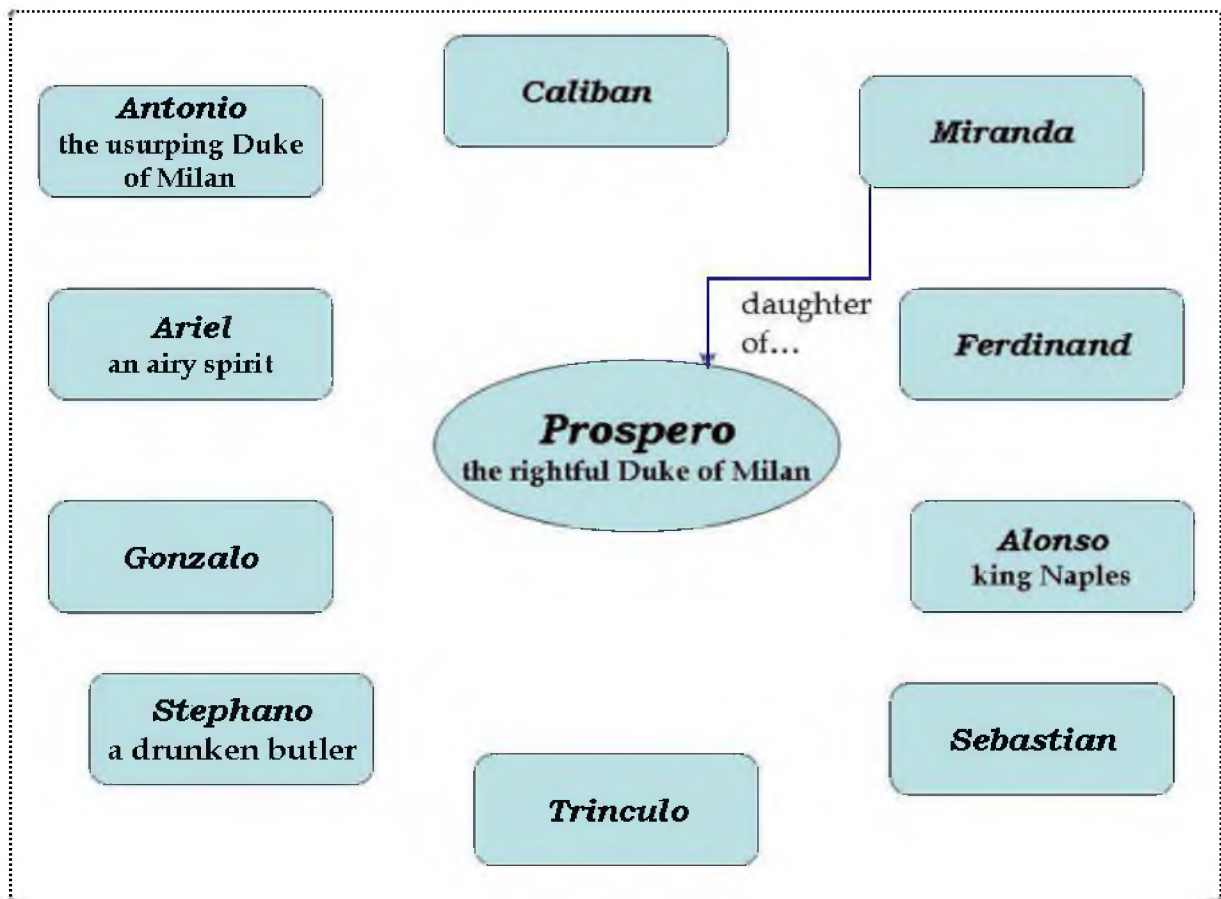 Caliban
Antonio
the usurping Duke
of Milan
Miranda
daughter
of...
Ariel
an airy spirit
Ferdinand
Prospero
the rightful Duke of Milan
Gonzalo
Alonso
king Naples
Stephano
a drunken butler
Sebastian
Trinculo